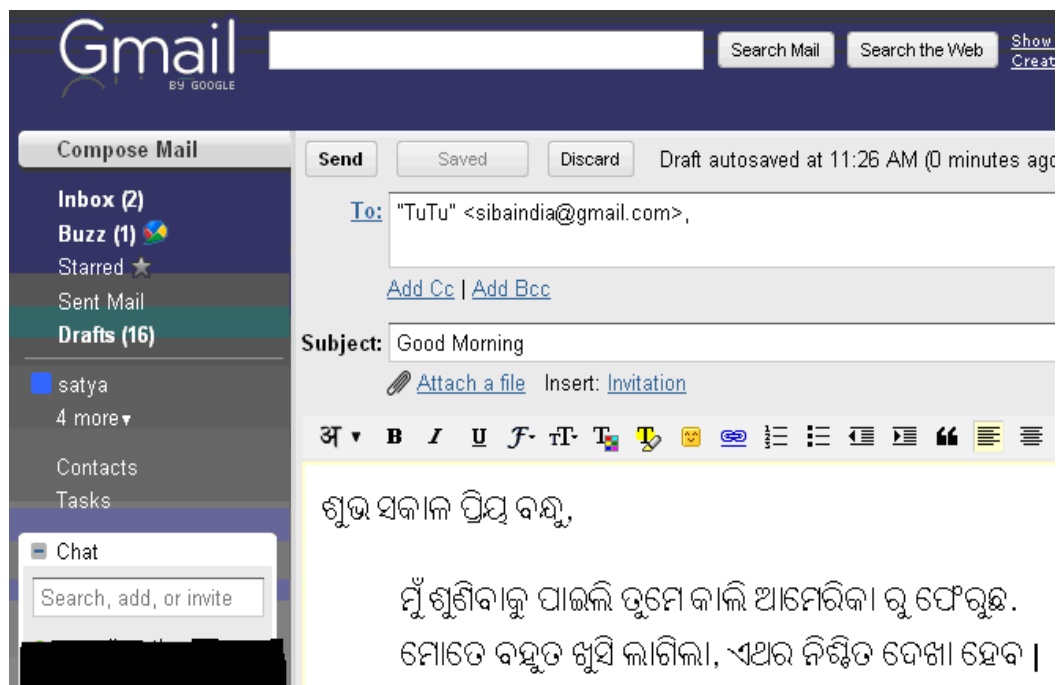 Gmail
BY GOOGLE
Search Mail
Search the Web
Show
Creat
Compose Mail
Inbox (2)
Buzz (1)
Starred
Sent Mail
Drafts (16)
satya
4 more▾
Contacts
Tasks
Chat
Search, add, or invite
Send
Saved
Discard
Draft autosaved at 11:26 AM (0 minutes ago
To: "TuTu" <sibaindia@gmail.com>,
Add Cc | Add Bcc
Subject: Good Morning
Attach a file Insert: Invitation
अ ▾ B I U F TT T T
ଶୁଭ ସକାଳ ପ୍ରିୟ ବନ୍ଧୁ,
ମୁଁ ଶୁଣିବାକୁ ପାଇଲି ତୁମେ କାଲି ଆମେରିକା ରୁ ଫେଁରୁଛ.
ମୋତେ ବହୁତ ଖୁସି ଲାଗିଲା, ଏଥର ନିଶ୍ଚିତ ଦେଖା ହେବ |